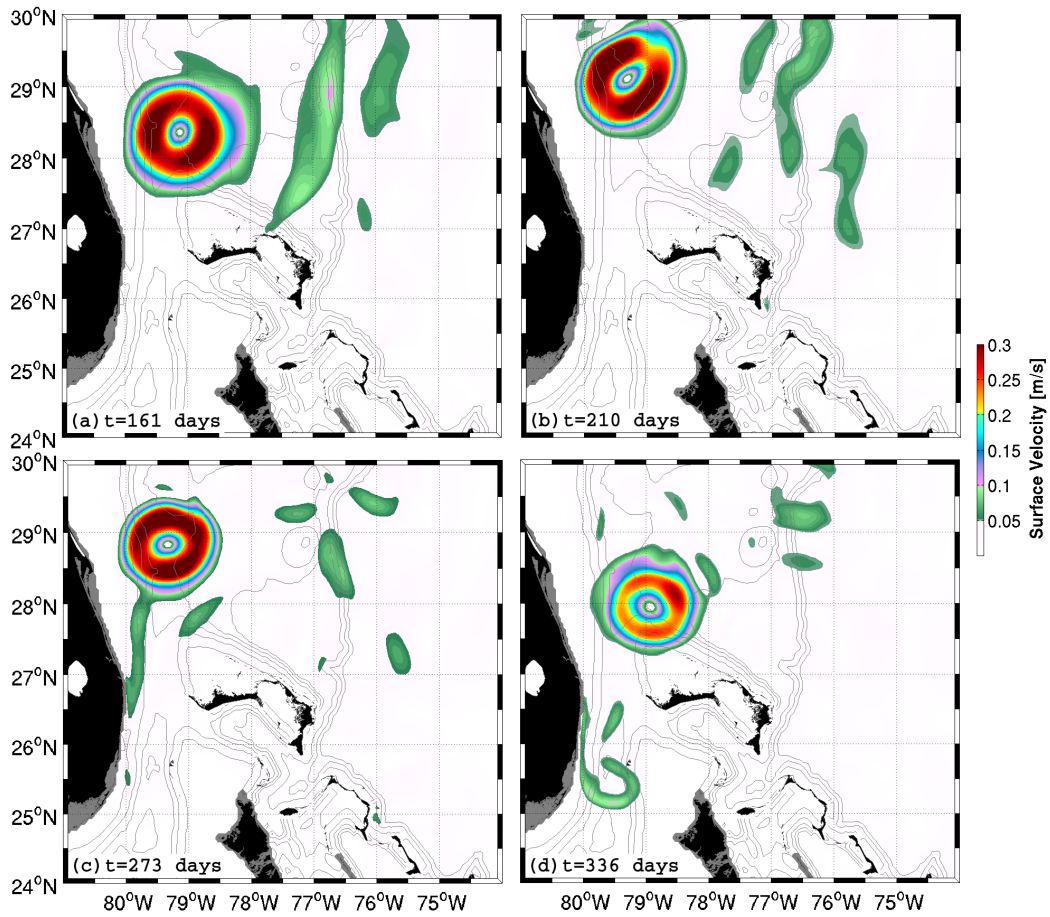 30°N
29°N
28°N
27°N
26°N
25°N
24°N
(a) t=161 days
(b) t=210 days
30°N
29°N
28°N
27°N
26°N
25°N
24°N
(c) t=273 days
(d) t=336 days
80°W 79°W 78°W 77°W 76°W 75°W
80°W 79°W 78°W 77°W 76°W 75°W
0.3
0.25
0.2
0.15
0.1
0.05
Surface Velocity [m/s]